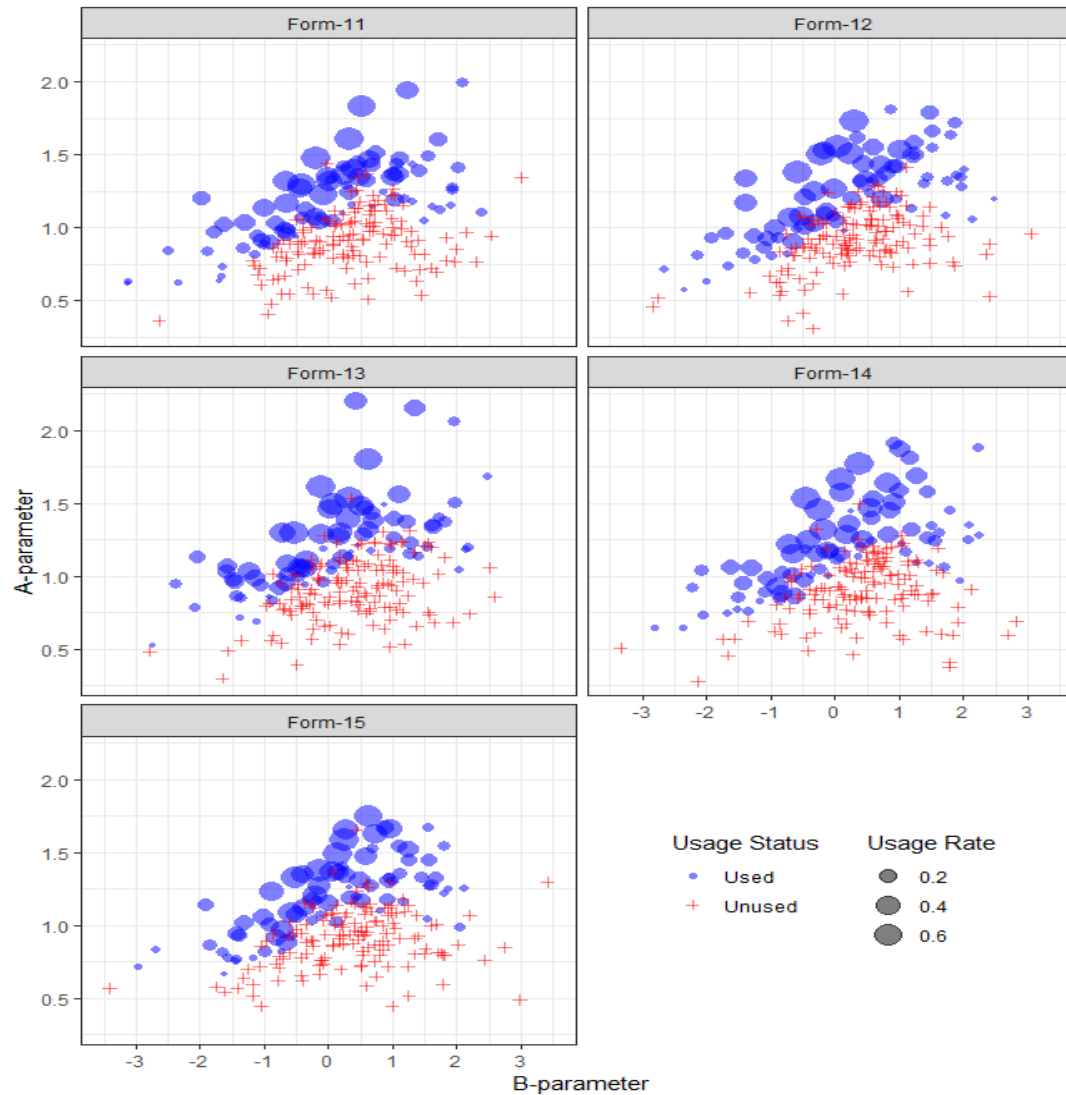 Form-11
Form-12
2.0
1.5
1.0
0.5
Form-13
Form-14
2.0
1.5
1.0
0.5
A-parameter
-3 -2 -1 0 1 2 3
Form-15
2.0
1.5
1.0
0.5
Usage Status
Used
Unused
Usage Rate
0.2
0.4
0.6
-3 -2 -1 0 1 2 3
B-parameter